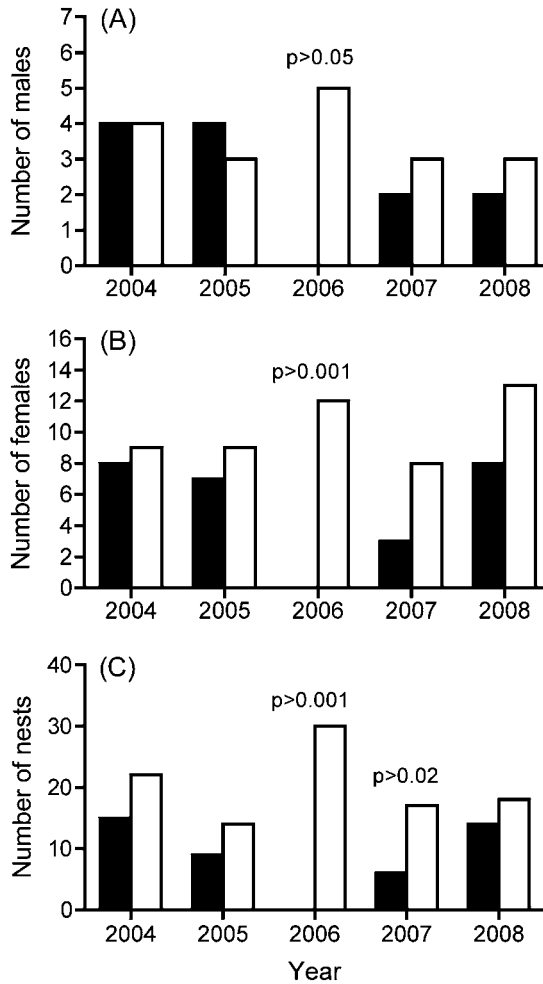 (A)
Number of males
7
6
5
4
3
2
1
0
p>0.05
2004 2005 2006 2007 2008
(B)
Number of females
16
14
12
10
8
6
4
2
0
p>0.001
2004 2005 2006 2007 2008
(C)
Number of nests
40
30
20
10
0
p>0.001
p>0.02
2004 2005 2006 2007 2008
Year